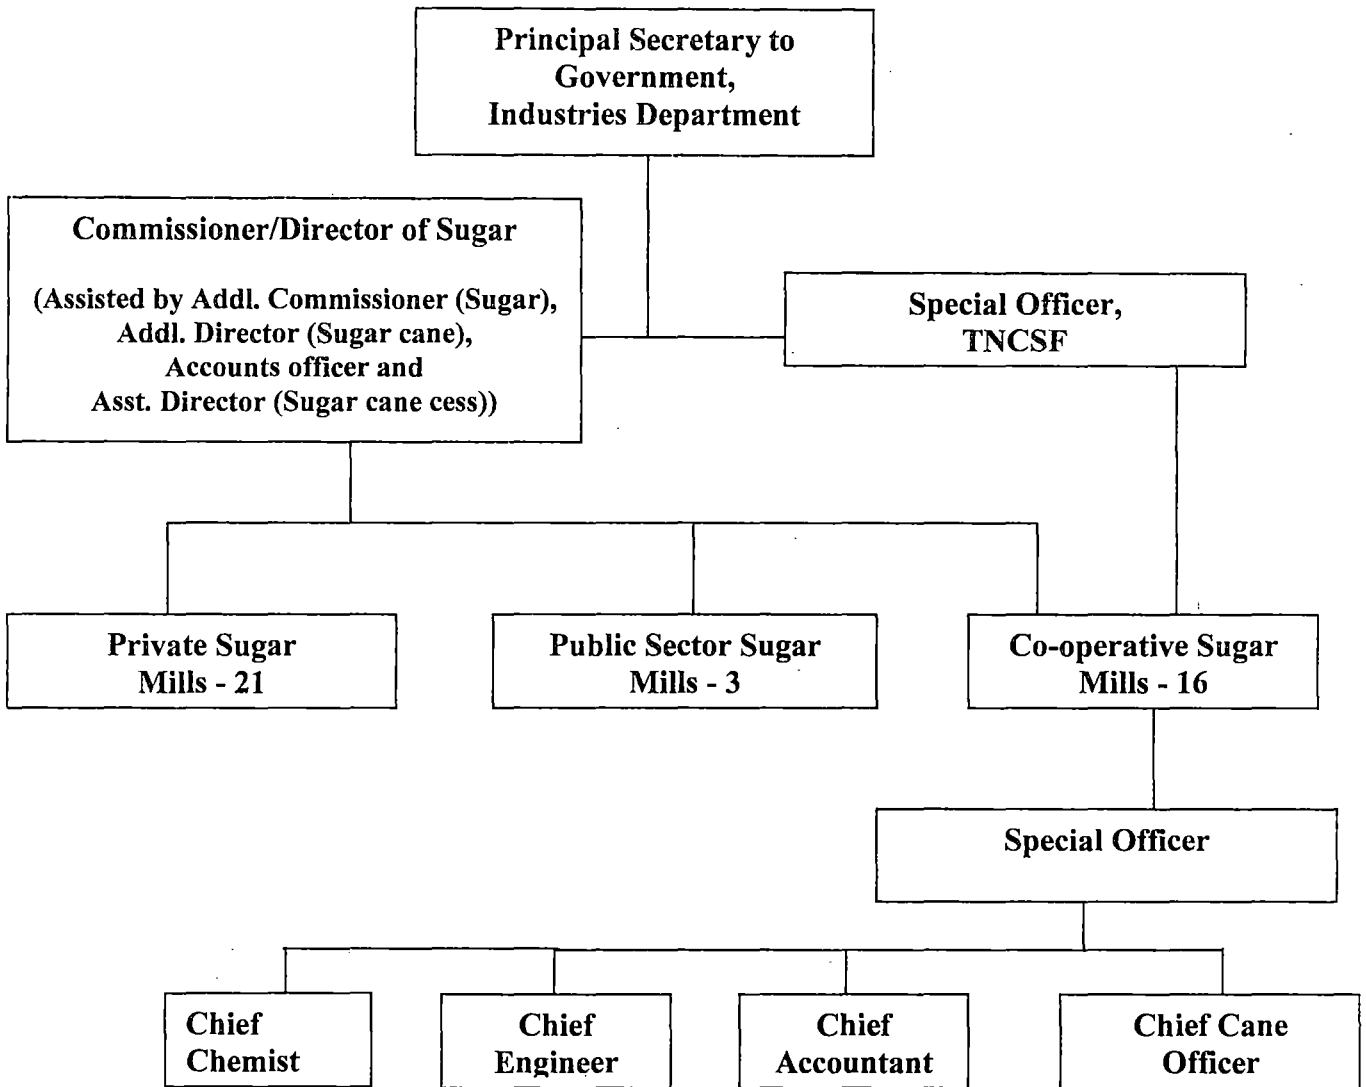 Principal Secretary to
Government,
Industries Department
Commissioner/Director of Sugar
(Assisted by Addl. Commissioner (Sugar),
Addl. Director (Sugar cane),
Accounts officer and
Asst. Director (Sugar cane cess))
Special Officer,
TNCSF
Private Sugar
Mills - 21
Public Sector Sugar
Mills - 3
Co-operative Sugar
Mills - 16
Special Officer
Chief
Chemist
Chief
Engineer
Chief
Accountant
Chief Cane
Officer